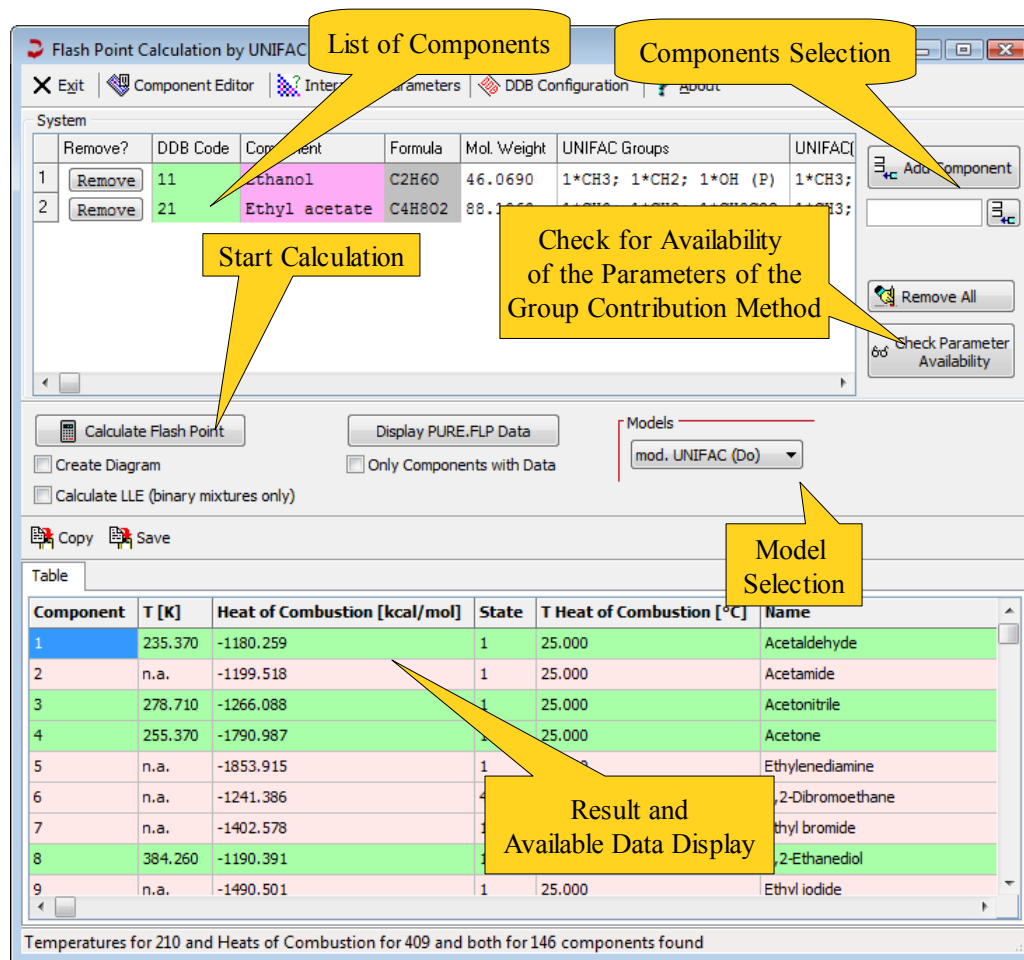 Flash Point Calculation by UNIFAC
List of Components
Components Selection
Exit Component Editor Parameters DDB Configuration About
System
Remove? DDB Code Formula Mol. Weight UNIFAC Groups UNIFAC(
1 Remove 11 Ethanol C2H6O 46.0690 1*CH3; 1*CH2; 1*OH (P) 1*CH3;
Add Component
2 Remove 21 Ethyl acetate C4H8O2
Start Calculation
Check for Availability
of the Parameters of the
Group Contribution Method
Remove All
Check Parameter
Availability
Calculate Flash Point Display PURE.FLP Data Models
Create Diagram Only Components with Data mod. UNIFAC (Do)
Calculate LLE (binary mixtures only)
Copy Save
Model
Selection
Table
Component T [K] Heat of Combustion [kcal/mol] State T Heat of Combustion [°C] Name
1 235.370 -1180.259 1 25.000 Acetaldehyde
2 n.a. -1199.518 1 25.000 Acetamide
3 278.710 -1266.088 1 25.000 Acetonitrile
4 255.370 -1790.987 1 25.000 Acetone
5 n.a. -1853.915 1 Ethylenediamine
6 n.a. -1241.386 ,2-Dibromoethane
7 n.a. -1402.578 thyl bromide
8 384.260 -1190.391 ,2-Ethanediol
9 n.a. -1490.501 1 25.000 Ethyl iodide
Result and
Available Data Display
Temperatures for 210 and Heats of Combustion for 409 and both for 146 components found